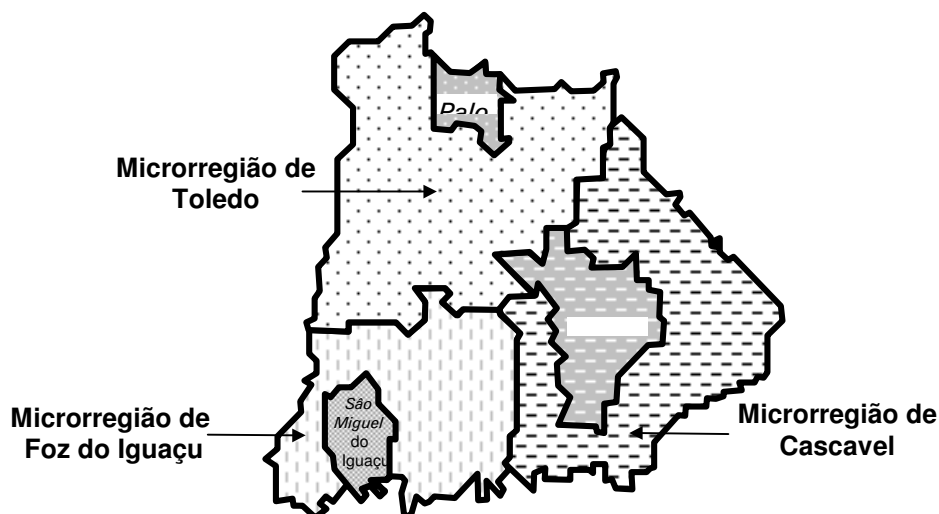 Palo
Microrregião de
Toledo
São
Miguel
do
Iguaçu
Microrregião de
Foz do Iguaçu
Microrregião de
Cascavel